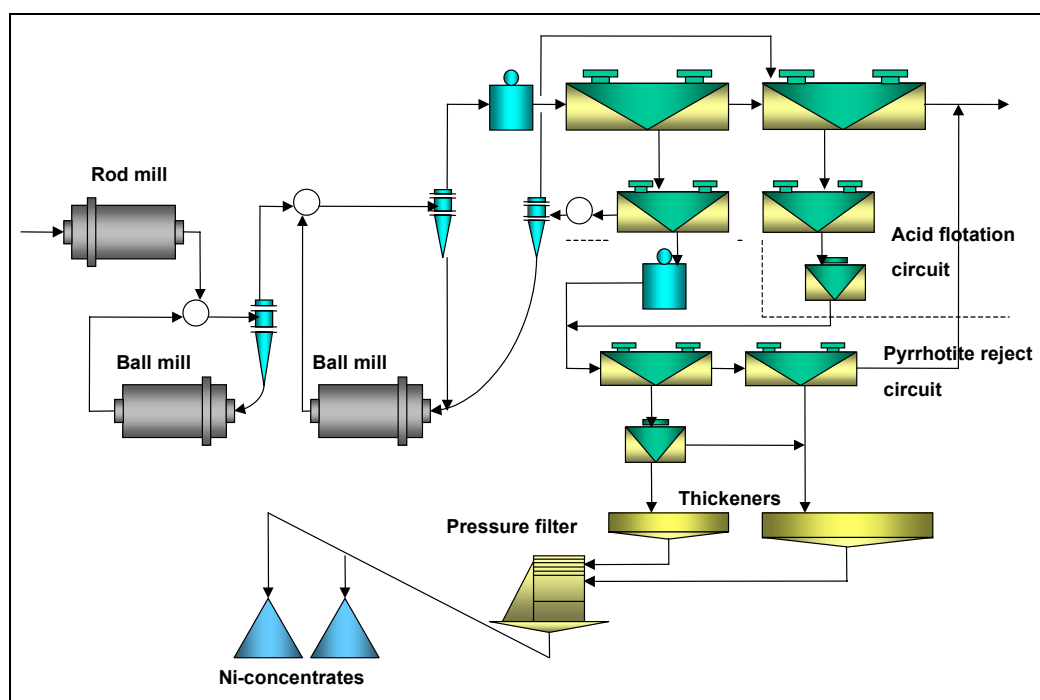 Rod mill
Acid flotation
circuit
Ball mill
Ball mill
Pyrrhotite reject
circuit
Thickeners
Pressure filter
Ni-concentrates